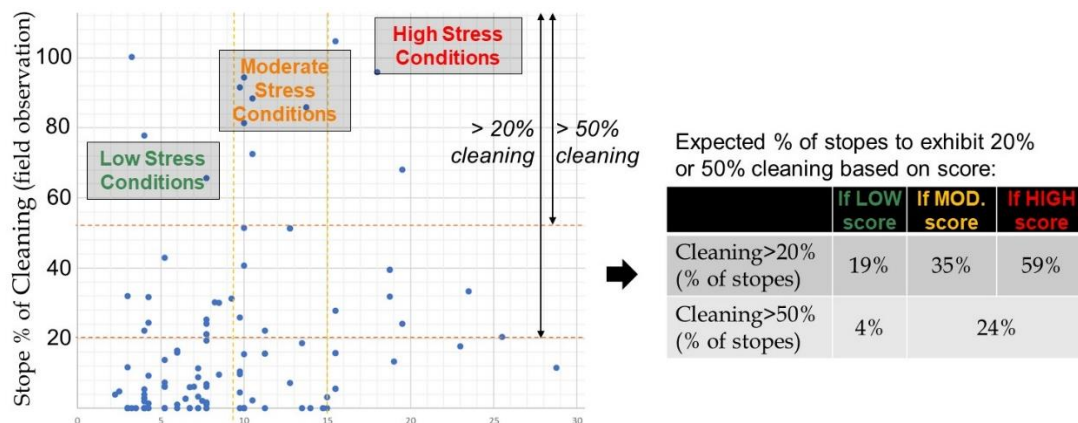 100
80
60
40
20
0
5
10
15
20
25
30
Stope % of Cleaning (field observation)
Low Stress
Conditions
Moderate
Stress
Conditions
High Stress
Conditions
> 20%
cleaning
> 50%
cleaning
Expected % of stopes to exhibit 20%
or 50% cleaning based on score:
If LOW
score
If MOD.
score
If HIGH
score
Cleaning>20%
(% of stopes)
19%
35%
59%
Cleaning>50%
(% of stopes)
4%
24%